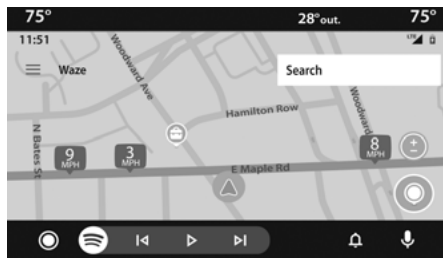 75° 28° out. 75°
11:51 LTE
Waze
Search
Woodward Ave
Woodward
Hamilton Row
N Bates St
9 MPH
3 MPH
8 MPH
E Maple Rd